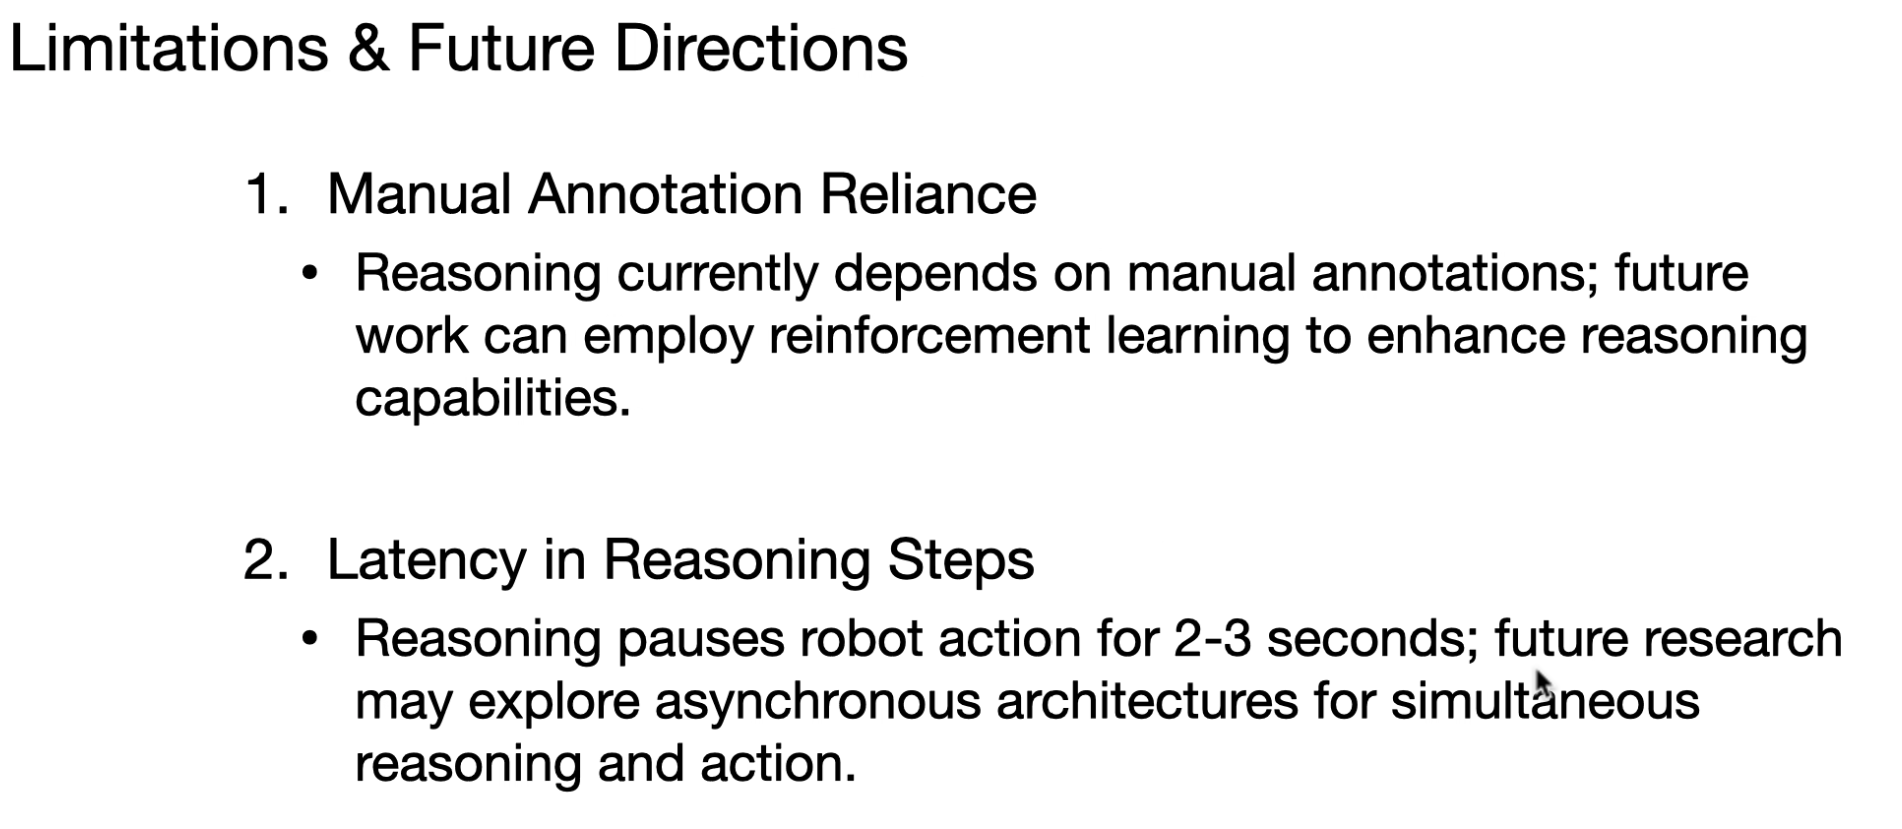 Limitations & Future Directions
1. Manual Annotation Reliance
• Reasoning currently depends on manual annotations; future
work can employ reinforcement learning to enhance reasoning
capabilities.
2. Latency in Reasoning Steps
• Reasoning pauses robot action for 2-3 seconds; future research
may explore asynchronous architectures for simultaneous
reasoning and action.